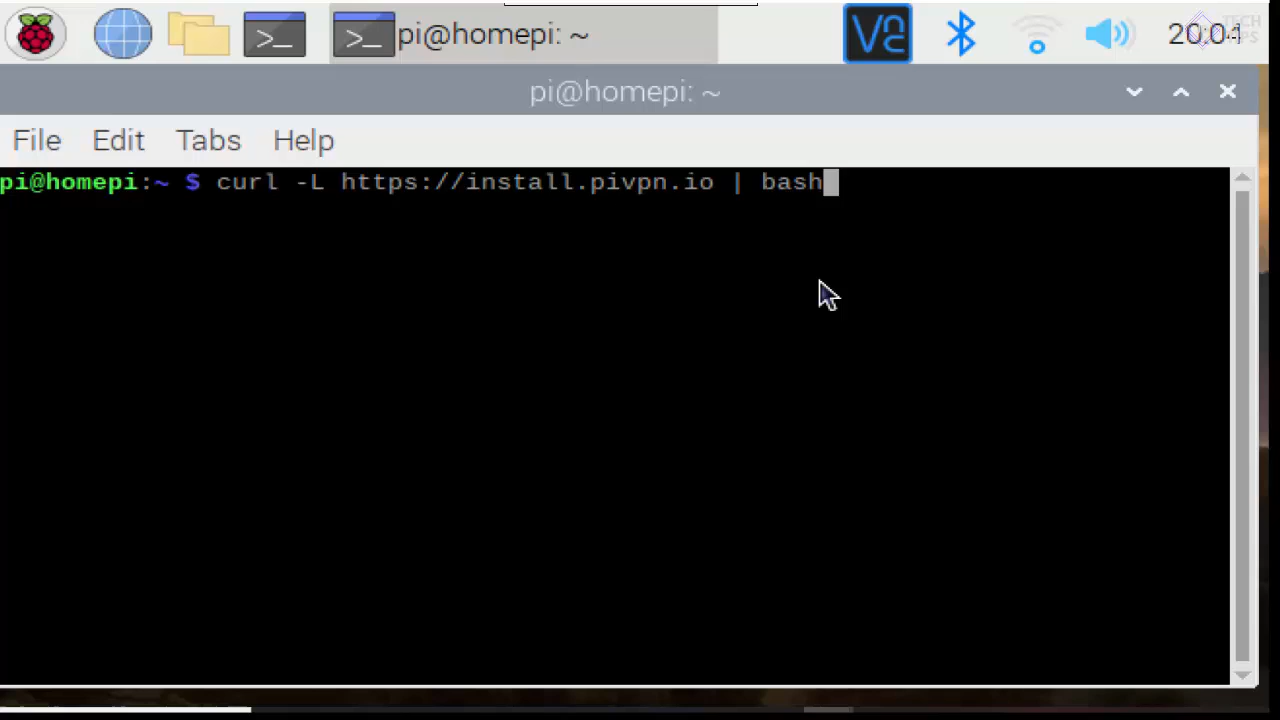 pi@homepi: ~
20:04
pi@homepi: ~
File Edit Tabs Help
pi@homepi:~ $ curl -L https://install.pivpn.io | bash